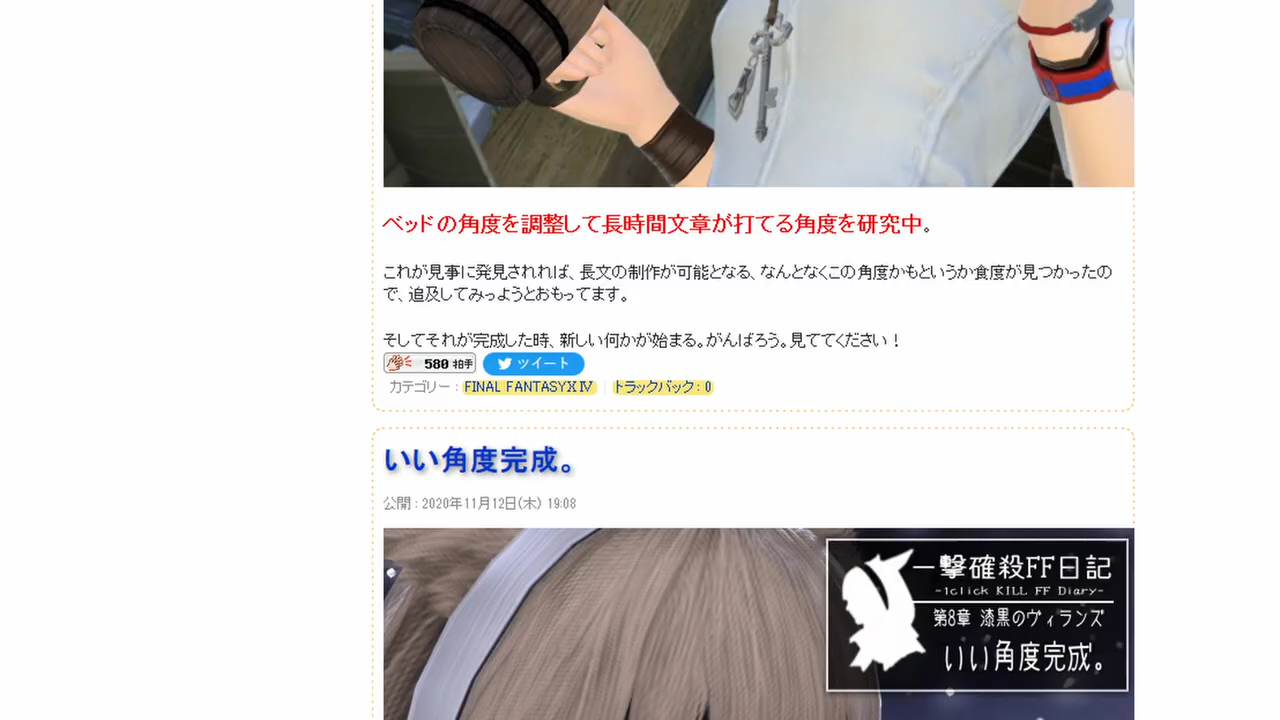 ベッドの角度を調整して長時間文章が打てる角度を研究中。
これが見事に発見されれば、長文の制作が可能となる、なんとなくこの角度かもというか食度が見つかったの
で、追及してみっようとおもってます。
そしてそれが完成した時、新しい何かが始まる。がんばろう。見ててください！
580 拍手 ツイート
カテゴリー : FINAL FANTASYXⅣ | トラックバック : 0
いい角度完成。
公開 : 2020年11月12日(木) 19:08
一撃確殺FF日記
-1click KILL FF Diary-
第8章 漆黒のヴィランズ
いい角度完成。